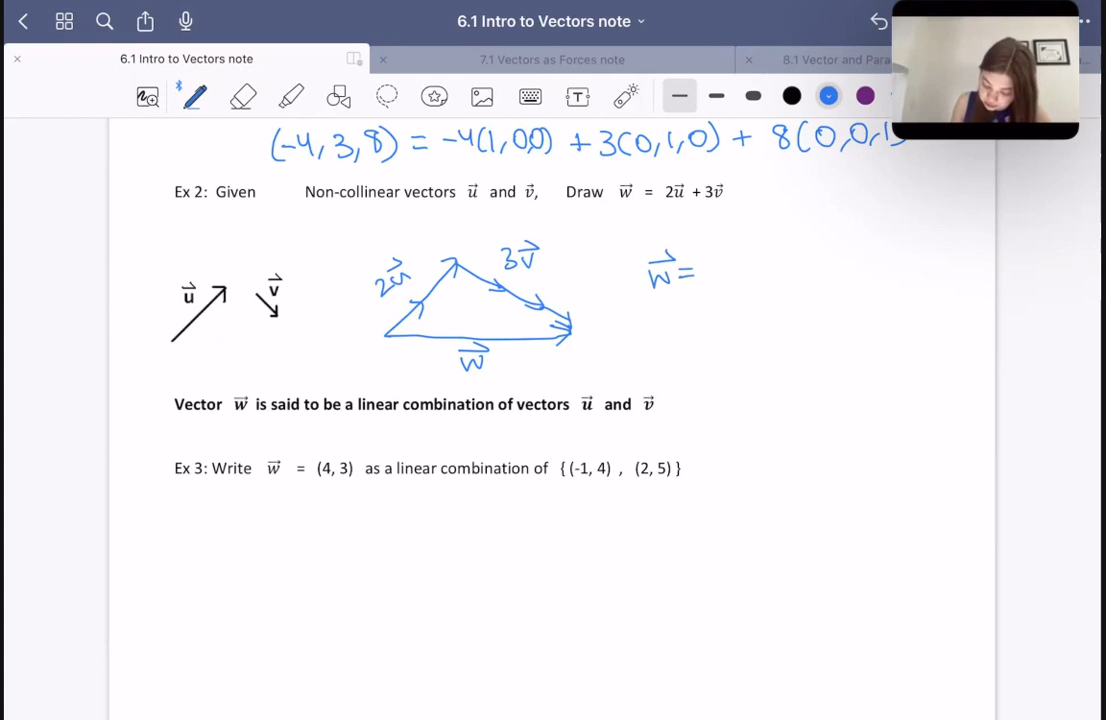 6.1 Intro to Vectors note
6.1 Intro to Vectors note
7.1 Vectors as Forces note
8.1 Vector and Para
(-4, 3, 8) = -4(1,0,0) + 3(0,1,0) + 8(0,0,1)
Ex 2: Given Non-collinear vectors u⃗ and v⃗, Draw w⃗ = 2u⃗ + 3v⃗
u⃗
v⃗
2u⃗
3v⃗
w⃗
w⃗ =
Vector w⃗ is said to be a linear combination of vectors u⃗ and v⃗
Ex 3: Write w⃗ = (4, 3) as a linear combination of { (-1, 4) , (2, 5) }